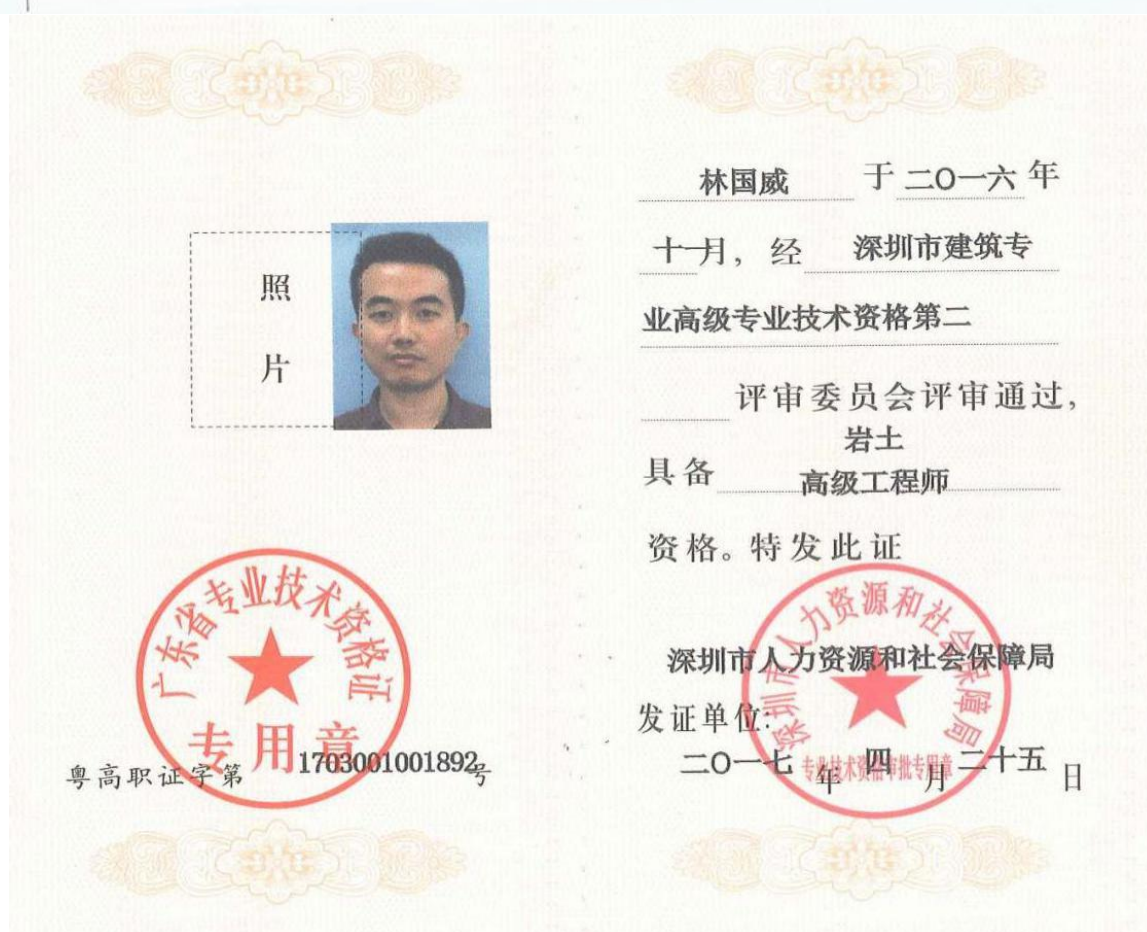 照
片
广东省专业技术资格证
专用章
粤高职证字第 1703001001892号
林国威 于 二〇一六 年
十一月, 经 深圳市建筑专
业高级专业技术资格第二
评审委员会评审通过,
岩土
具备 高级工程师
资格。特发此证
深圳市人力资源和社会保障局
深圳市人力资源和社会保障局
发证单位:
专业技术资格审批专用章
二〇一七 年 四 月 二十五 日